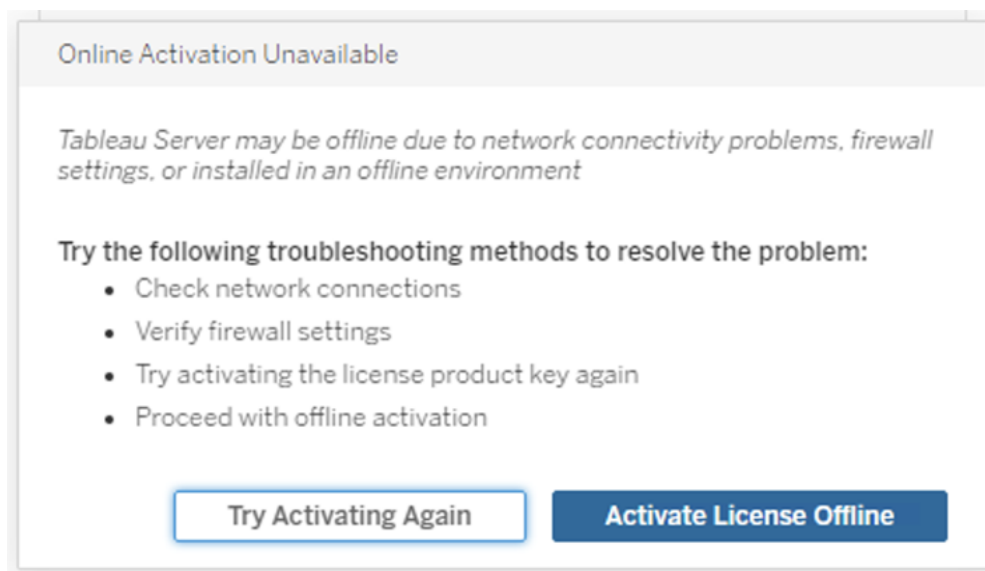 Online Activation Unavailable
Tableau Server may be offline due to network connectivity problems, firewall
settings, or installed in an offline environment
Try the following troubleshooting methods to resolve the problem:
• Check network connections
• Verify firewall settings
• Try activating the license product key again
• Proceed with offline activation
Try Activating Again
Activate License Offline